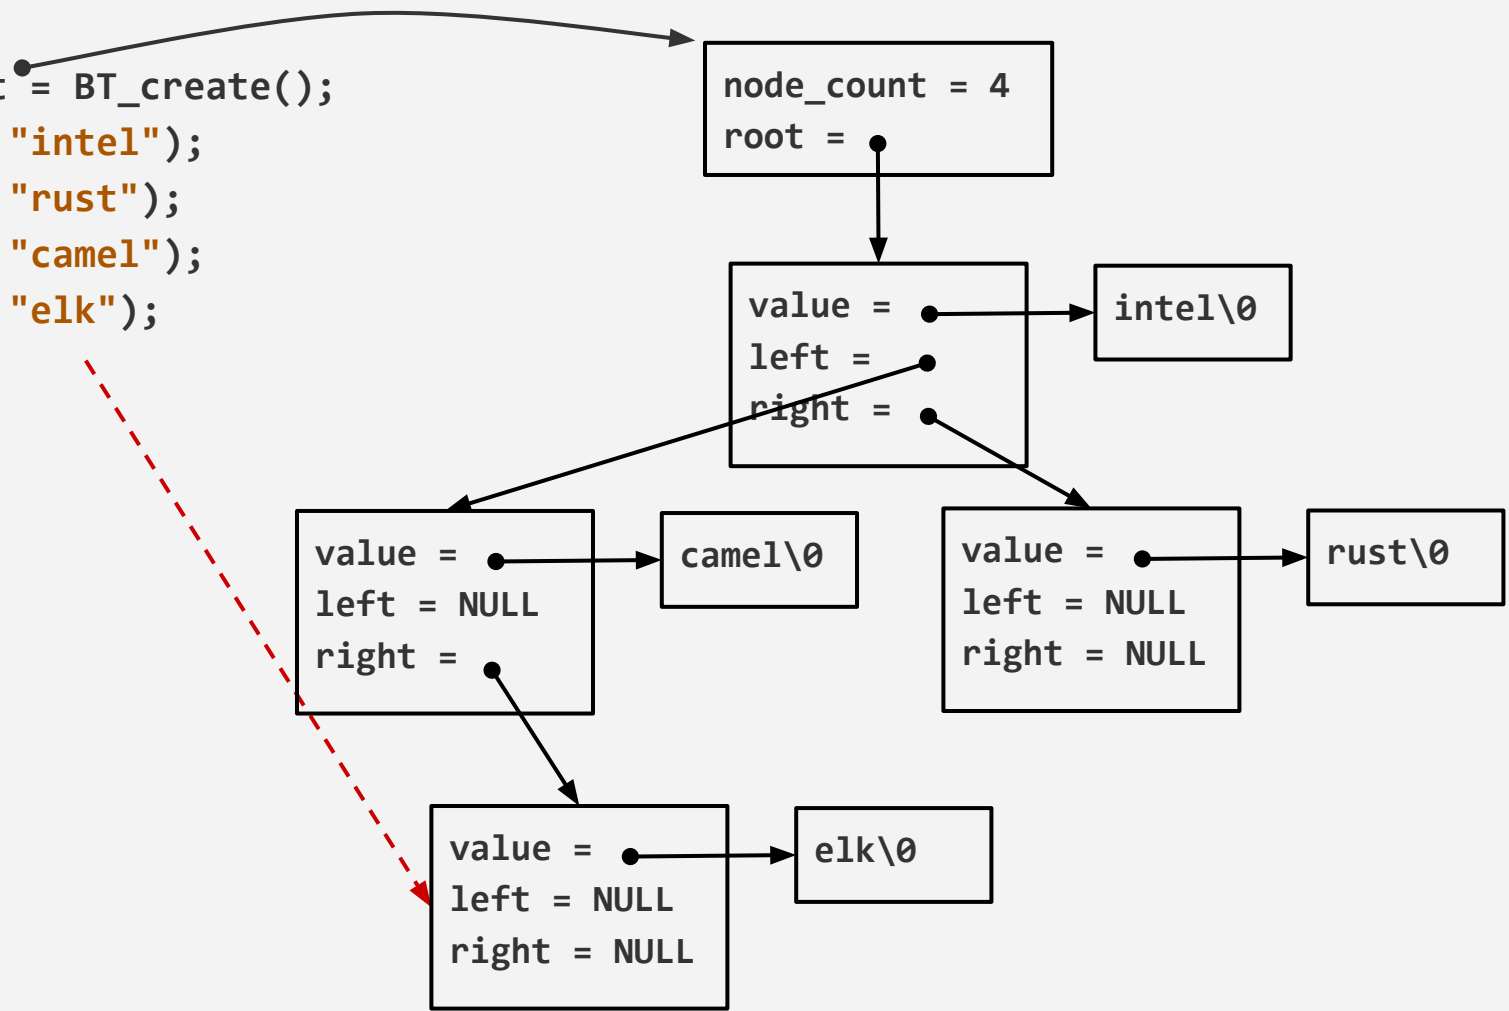 t = BT_create();
"intel");
"rust");
"camel");
"elk");
node_count = 4
root =
value =
left =
right =
intel\0
value =
left = NULL
right =
camel\0
value =
left = NULL
right = NULL
rust\0
value =
left = NULL
right = NULL
elk\0